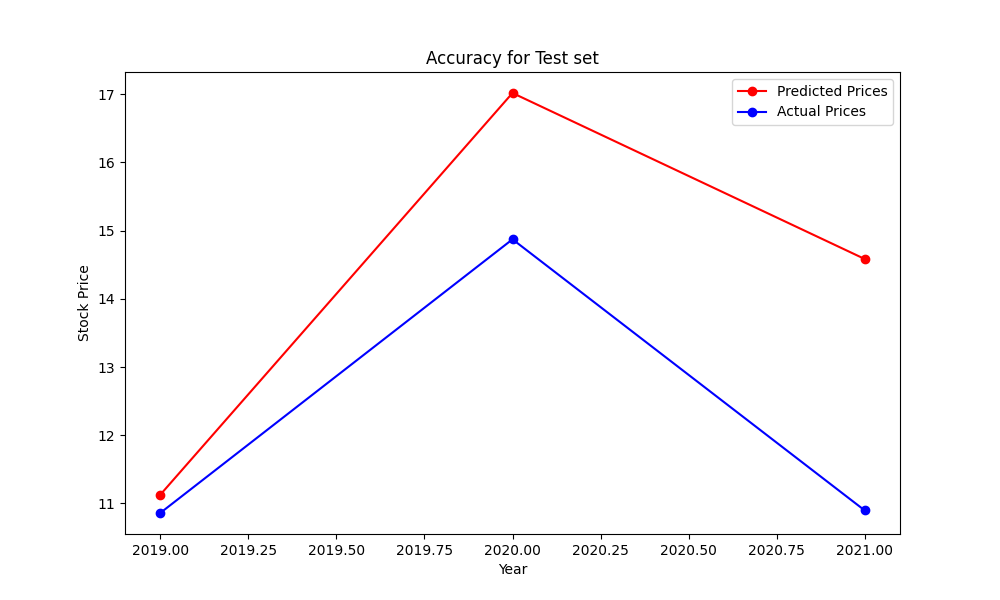 Accuracy for Test set
Predicted Prices
Actual Prices
17
16
15
14
13
12
11
Stock Price
2019.00 2019.25 2019.50 2019.75 2020.00 2020.25 2020.50 2020.75 2021.00
Year